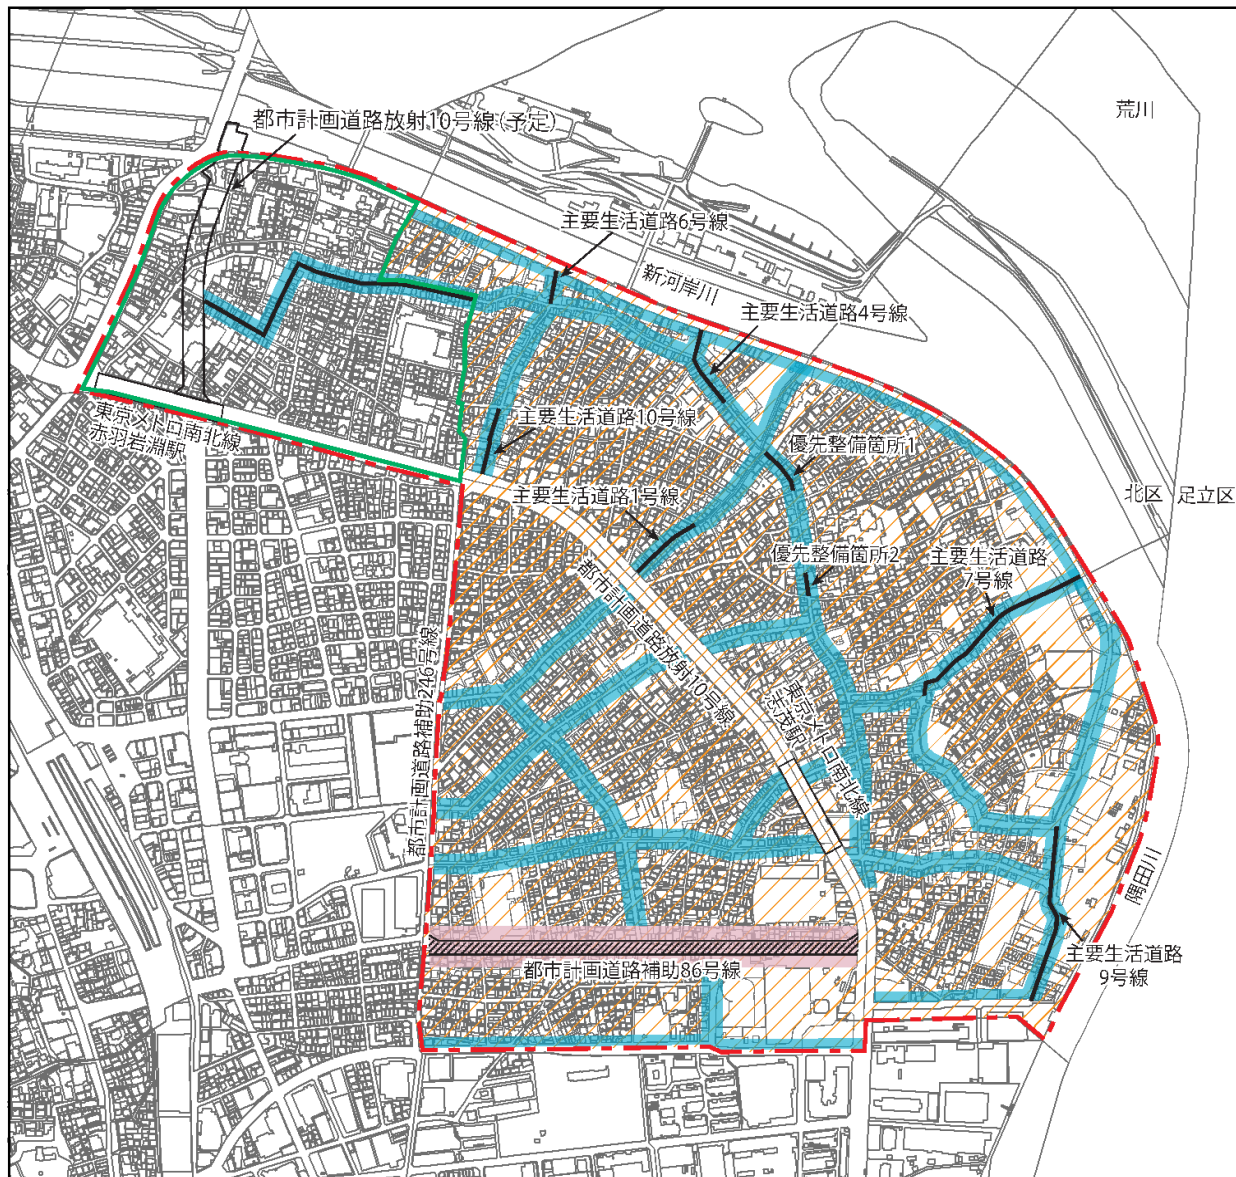 荒川
都市計画道路放射10号線(予定)
主要生活道路6号線
新河岸川
主要生活道路4号線
東京メトロ南北線
赤羽岩淵駅
主要生活道路10号線
優先整備箇所1
主要生活道路1号線
北区
足立区
優先整備箇所2
主要生活道路
7号線
都市計画道路放射10号線
都市計画道路補助246号線
東京メトロ南北線
志茂駅
隅田川
都市計画道路補助86号線
主要生活道路
9号線